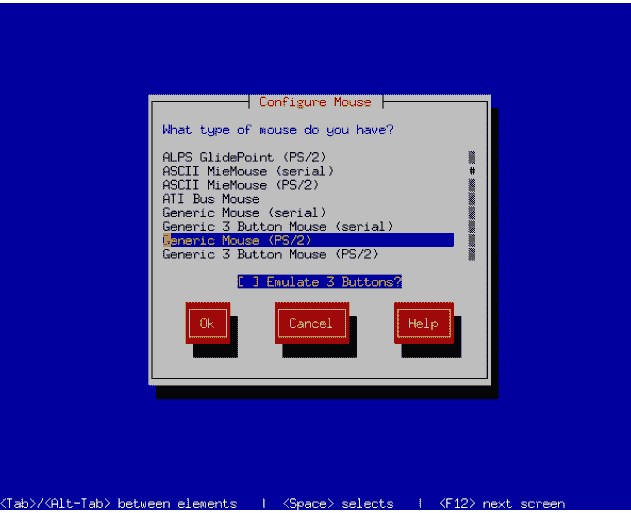 Configure Mouse
What type of mouse do you have?
ALPS GlidePoint (PS/2)
ASCII MieMouse (serial)
ASCII MieMouse (PS/2)
ATI Bus Mouse
Generic Mouse (serial)
Generic 3 Button Mouse (serial)
Generic Mouse (PS/2)
Generic 3 Button Mouse (PS/2)
[ ] Emulate 3 Buttons?
Ok Cancel Help
<Tab>/<Alt-Tab> between elements | <Space> selects | <F12> next screen